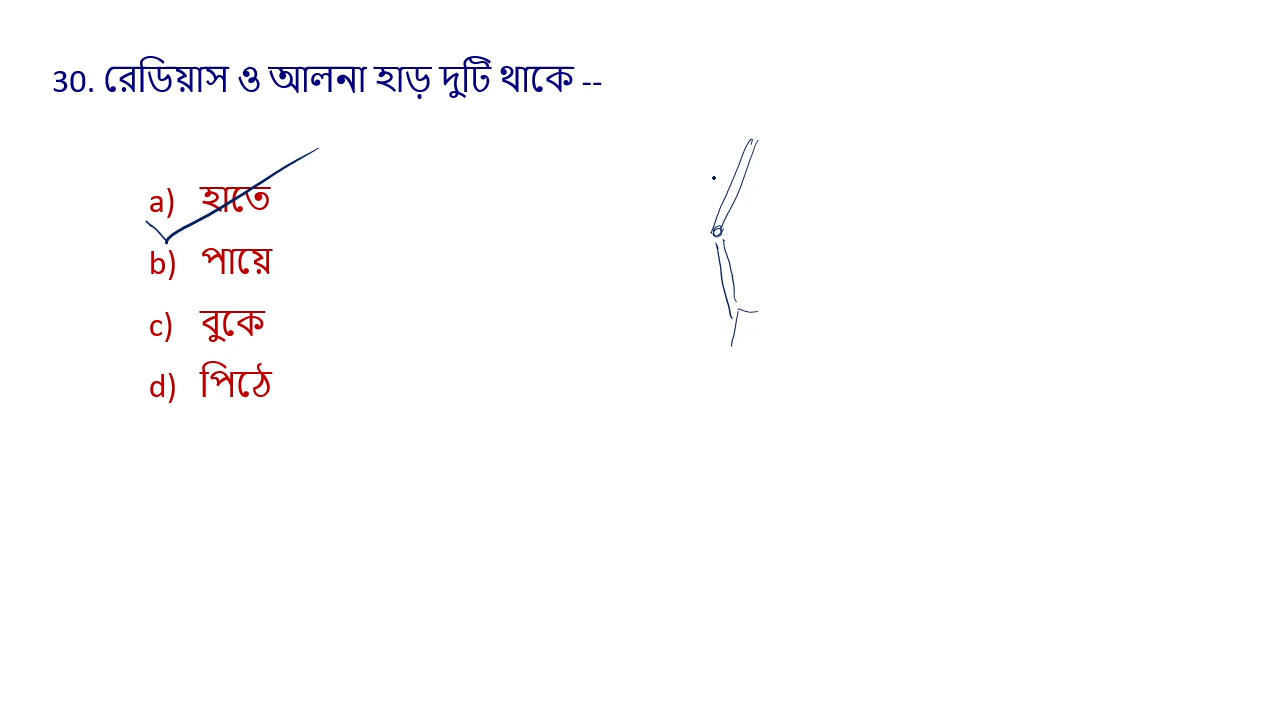 30. রেডিয়াস ও আলনা হাড় দুটি থাকে --
a) হাতে
b) পায়ে
c) বুকে
d) পিঠে